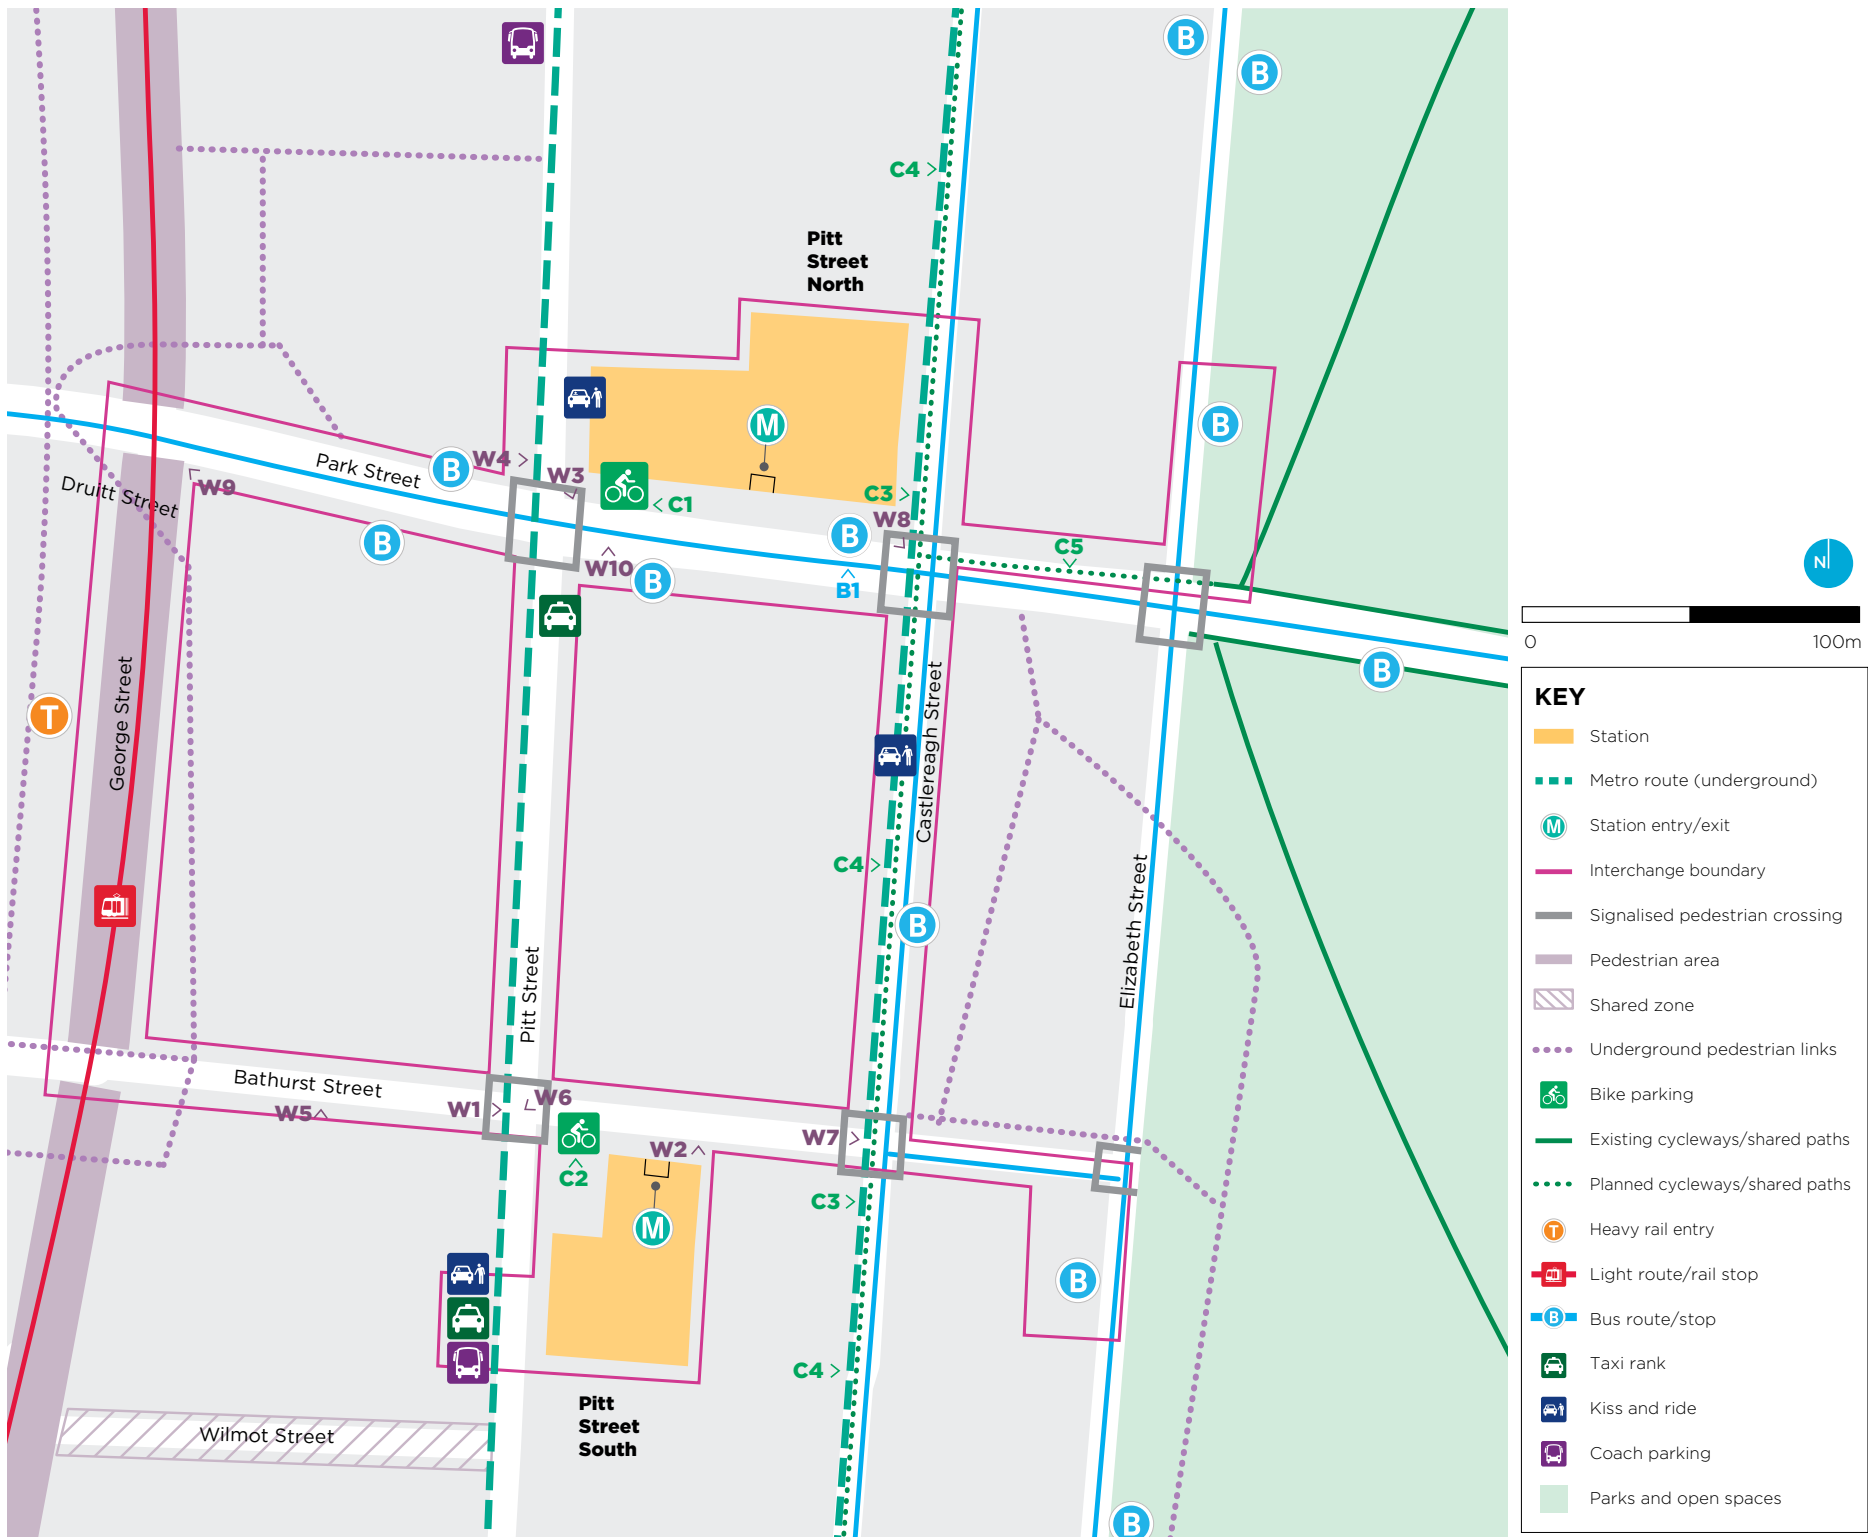 B
B
C4 >
Pitt
Street
North
B
M
W4 >
Park Street
B
W3
C3 >
Druitt Street
W9
< C1
W8
B
B
C5
W10
B
B1
N
0
100m
B
George Street
Castlereagh Street
T
KEY
Station
Metro route (underground)
M
Station entry/exit
C4 >
Interchange boundary
B
Signalised pedestrian crossing
Elizabeth Street
Pitt Street
Pedestrian area
Shared zone
Underground pedestrian links
Bathurst Street
Bike parking
W1 >
W6
W5
W7 >
W2
Existing cycleways/shared paths
C2
C3 >
Planned cycleways/shared paths
M
T
Heavy rail entry
B
Light route/rail stop
B
Bus route/stop
Taxi rank
C4 >
Kiss and ride
Pitt
Street
South
Wilmot Street
Coach parking
Parks and open spaces
B